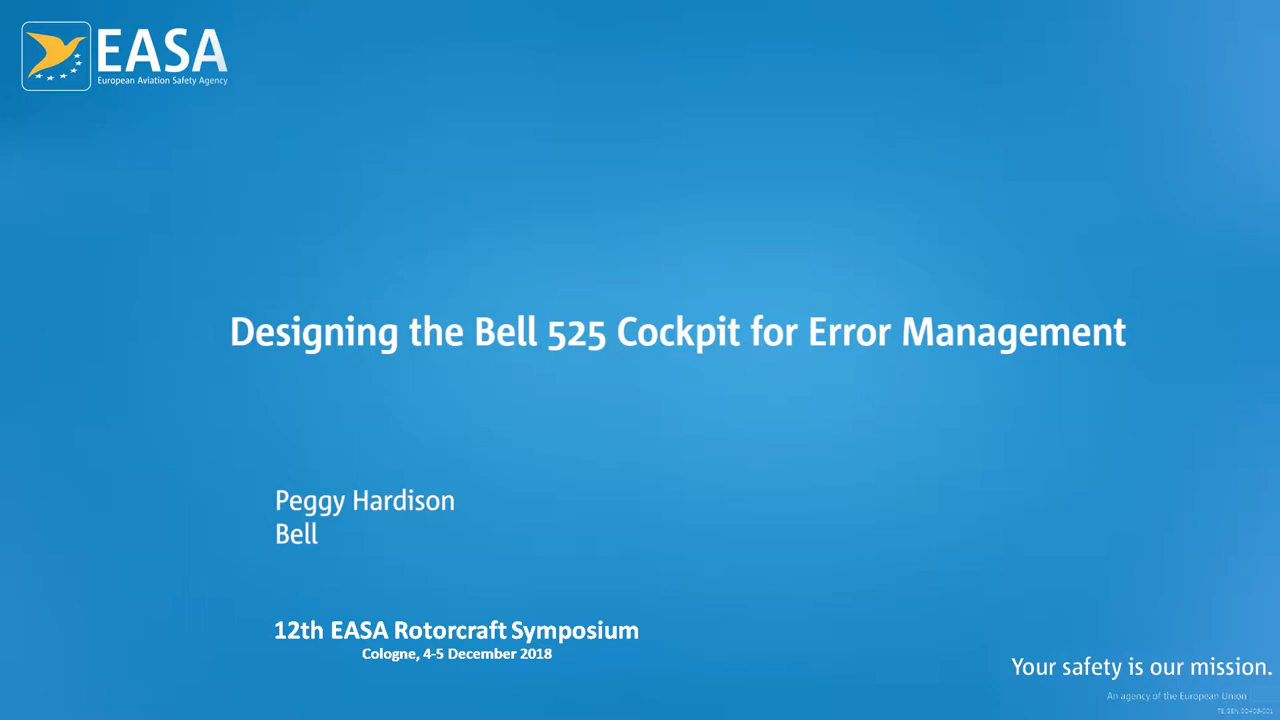 EASA
European Aviation Safety Agency
Designing the Bell 525 Cockpit for Error Management
Peggy Hardison
Bell
12th EASA Rotorcraft Symposium
Cologne, 4-5 December 2018
Your safety is our mission.
An agency of the European Union